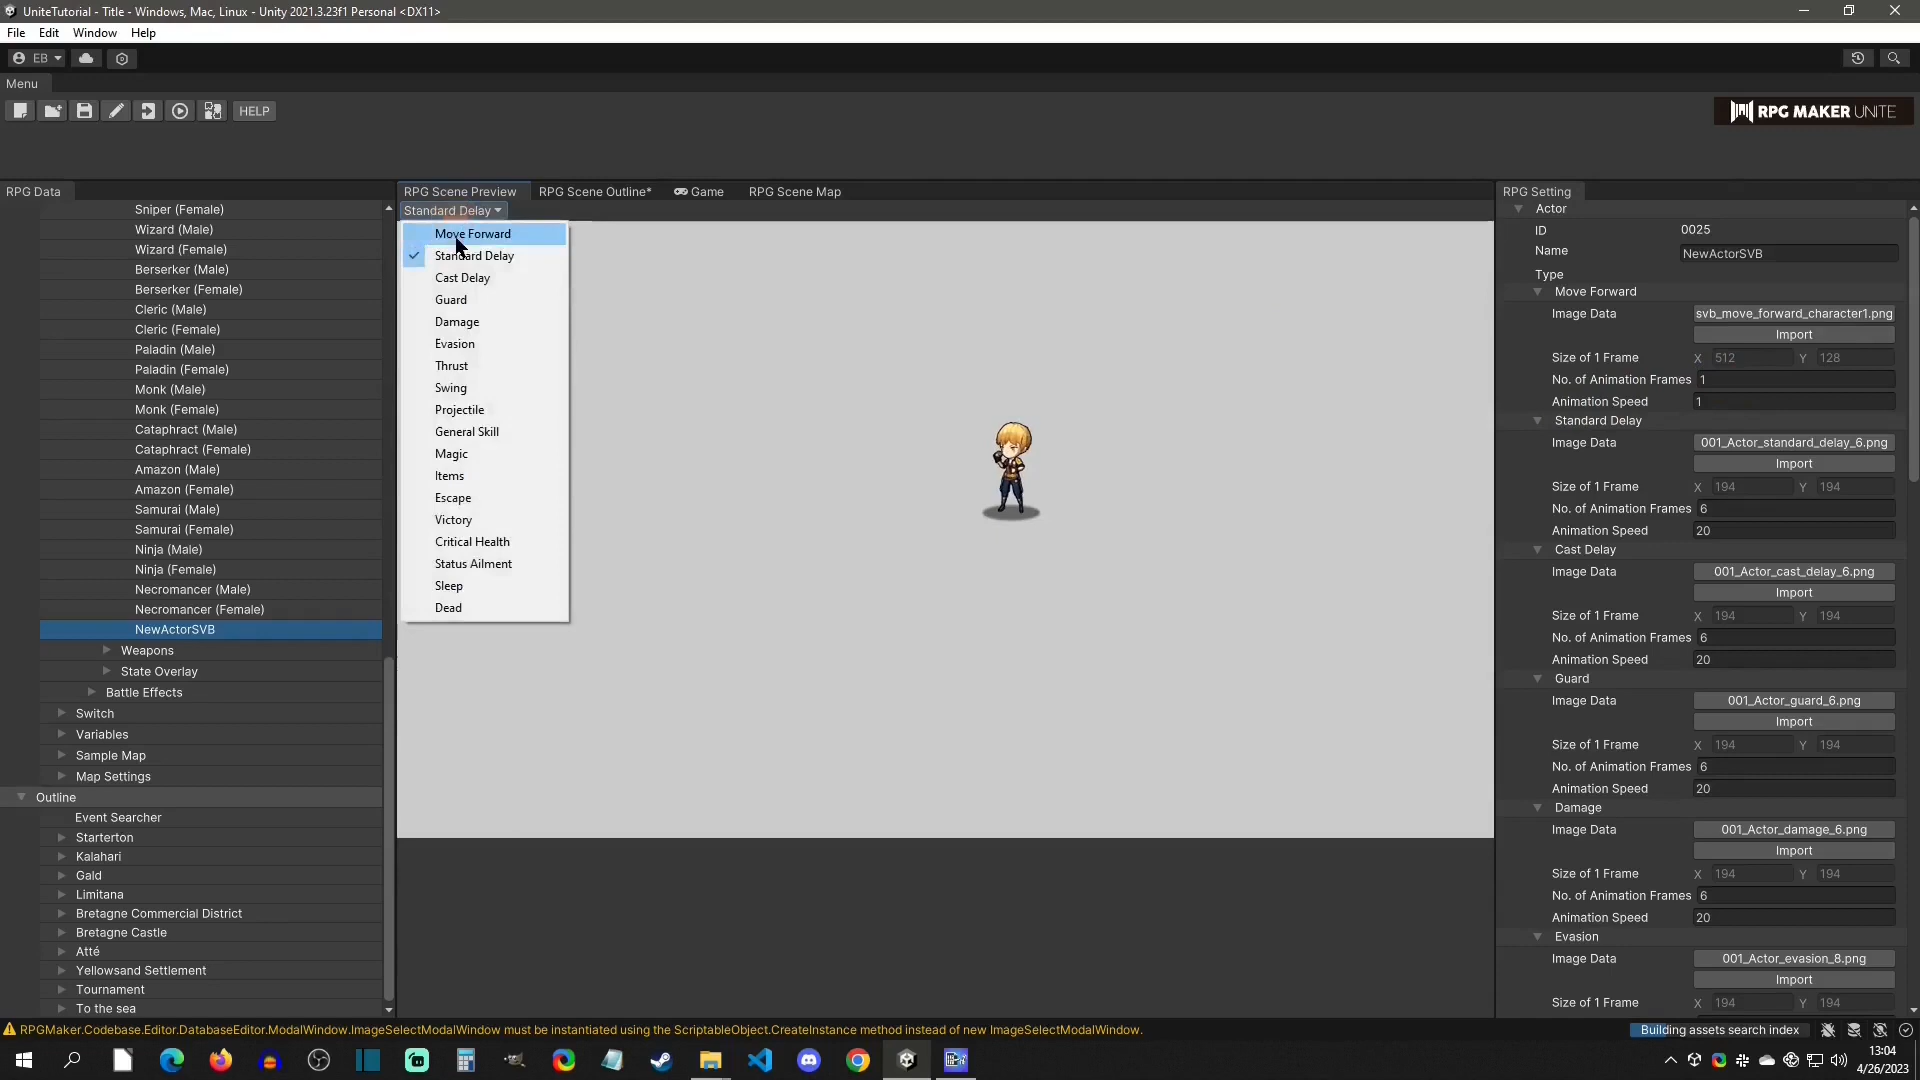 UniteTutorial - Title - Windows, Mac, Linux - Unity 2021.3.23f1 Personal <DX11>
File Edit Window Help
EB
Menu
HELP
RPG MAKER UNITE
RPG Data
RPG Scene Preview RPG Scene Outline* Game RPG Scene Map
RPG Setting
Standard Delay
Sniper (Female)
Wizard (Male)
Wizard (Female)
Berserker (Male)
Berserker (Female)
Cleric (Male)
Cleric (Female)
Paladin (Male)
Paladin (Female)
Monk (Male)
Monk (Female)
Cataphract (Male)
Cataphract (Female)
Amazon (Male)
Amazon (Female)
Samurai (Male)
Samurai (Female)
Ninja (Male)
Ninja (Female)
Necromancer (Male)
Necromancer (Female)
NewActorSVB
Weapons
State Overlay
Battle Effects
Switch
Variables
Sample Map
Map Settings
Outline
Event Searcher
Starterton
Kalahari
Gald
Limitana
Bretagne Commercial District
Bretagne Castle
Atté
Yellowsand Settlement
Tournament
To the sea
Move Forward
Standard Delay
Cast Delay
Guard
Damage
Evasion
Thrust
Swing
Projectile
General Skill
Magic
Items
Escape
Victory
Critical Health
Status Ailment
Sleep
Dead
Actor
ID 0025
Name NewActorSVB
Type
Move Forward
Image Data svb_move_forward_character1.png
Import
Size of 1 Frame X 512 Y 128
No. of Animation Frames 1
Animation Speed 1
Standard Delay
Image Data 001_Actor_standard_delay_6.png
Import
Size of 1 Frame X 194 Y 194
No. of Animation Frames 6
Animation Speed 20
Cast Delay
Image Data 001_Actor_cast_delay_6.png
Import
Size of 1 Frame X 194 Y 194
No. of Animation Frames 6
Animation Speed 20
Guard
Image Data 001_Actor_guard_6.png
Import
Size of 1 Frame X 194 Y 194
No. of Animation Frames 6
Animation Speed 20
Damage
Image Data 001_Actor_damage_6.png
Import
Size of 1 Frame X 194 Y 194
No. of Animation Frames 6
Animation Speed 20
Evasion
Image Data 001_Actor_evasion_8.png
Import
Size of 1 Frame X 194 Y 194
RPGMaker.Codebase.Editor.DatabaseEditor.ModalWindow.ImageSelectModalWindow must be instantiated using the ScriptableObject.CreateInstance method instead of new ImageSelectModalWindow.
Building assets search index
13:04
4/26/2023